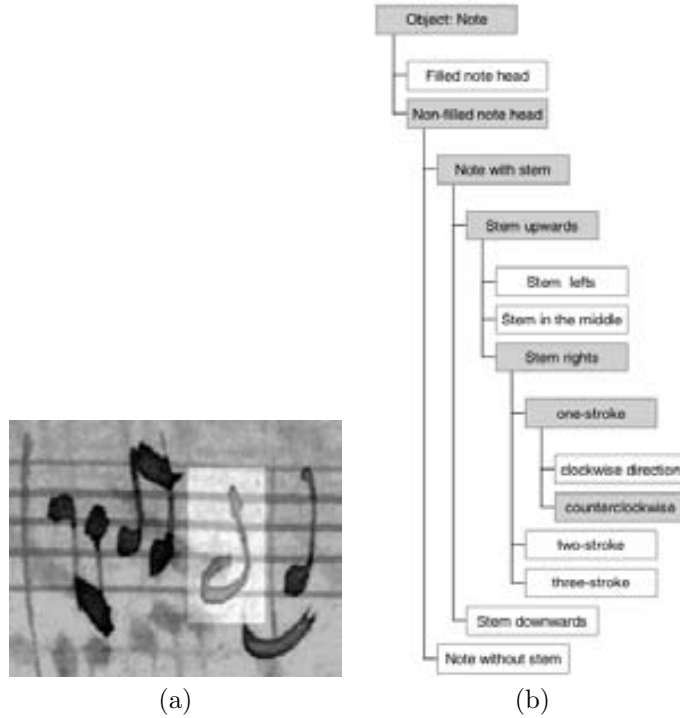 Object: Note
Filled note head
Non-filled note head
Note with stem
Stem upwards
Stem lefts
Stem in the middle
Stem rights
one-stroke
clockwise direction
counterclockwise
two-stroke
three-stroke
Stem downwards
Note without stem
(a)
(b)